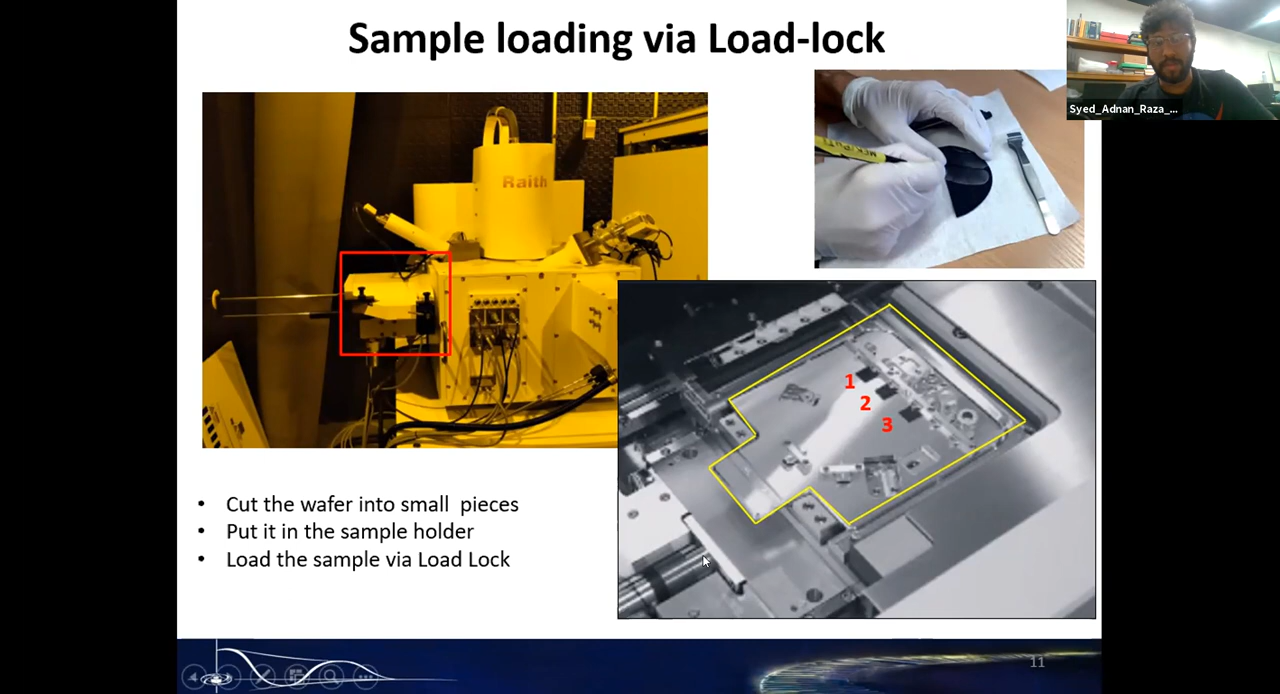 Sample loading via Load-lock
Syed_Adnan_Raza_...
Raith
1
2
3
• Cut the wafer into small pieces
• Put it in the sample holder
• Load the sample via Load Lock
11